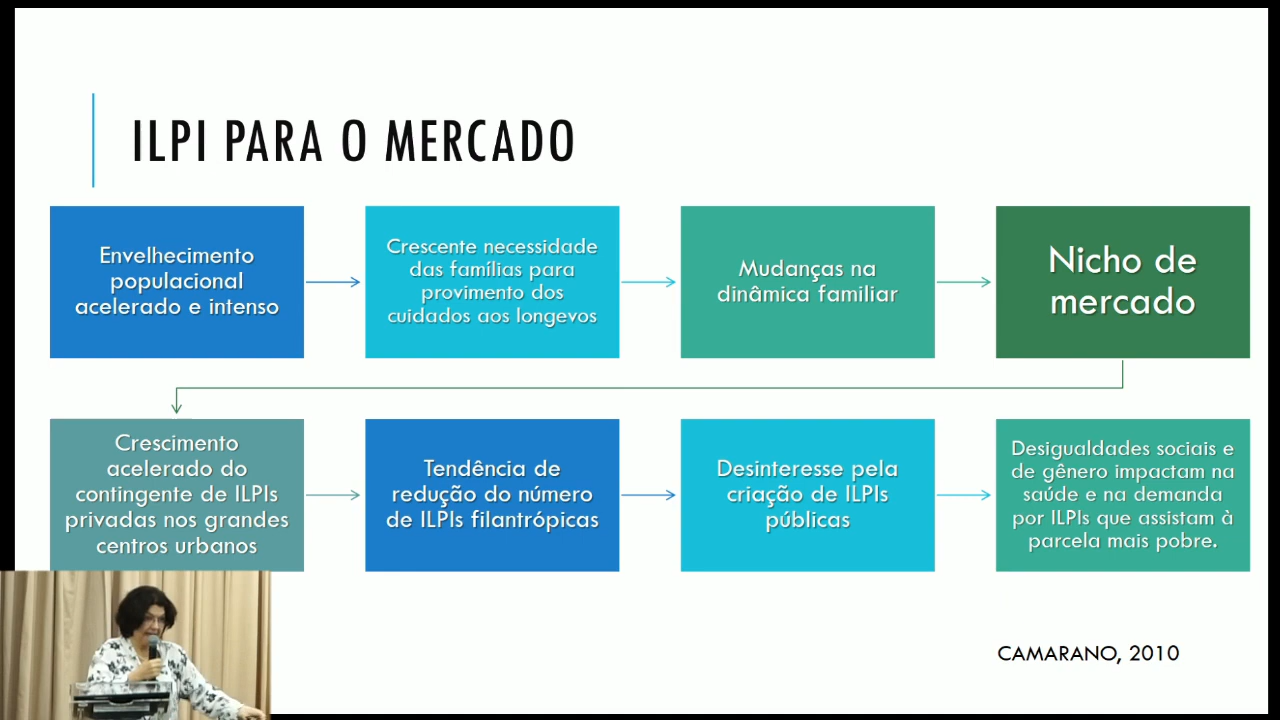 ILPI PARA O MERCADO
Envelhecimento
populacional
acelerado e intenso
Crescente necessidade
das famílias para
provimento dos
cuidados aos longevos
Mudanças na
dinâmica familiar
Nicho de
mercado
Crescimento
acelerado do
contingente de ILPIs
privadas nos grandes
centros urbanos
Tendência de
redução do número
de ILPIs filantrópicas
Desinteresse pela
criação de ILPIs
públicas
Desigualdades sociais e
de gênero impactam na
saúde e na demanda
por ILPIs que assistam à
parcela mais pobre.
CAMARANO, 2010